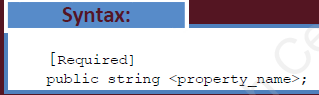 Syntax:
[Required]
public string <property_name>;